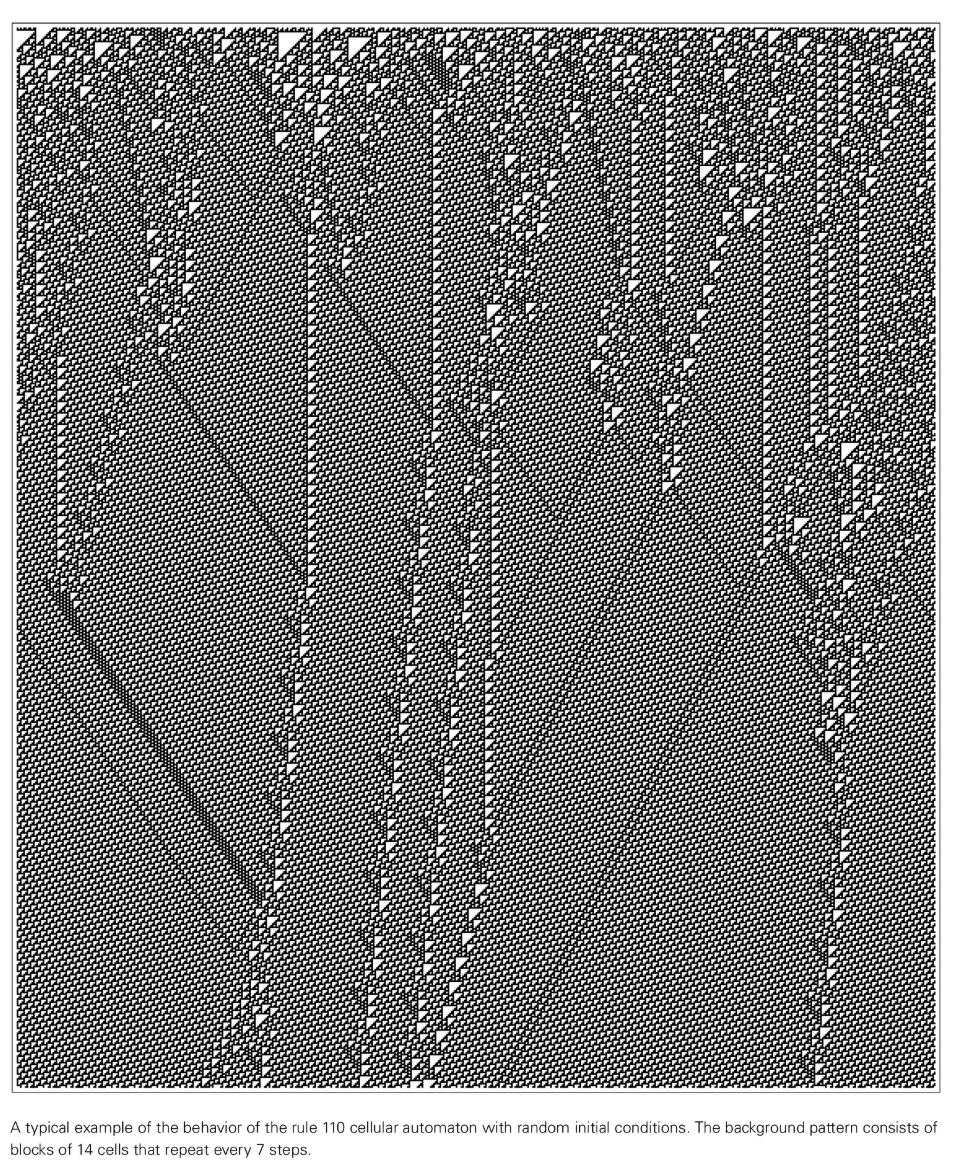 A typical example of the behavior of the rule 110 cellular automaton with random initial conditions. The background pattern consists of
blocks of 14 cells that repeat every 7 steps.